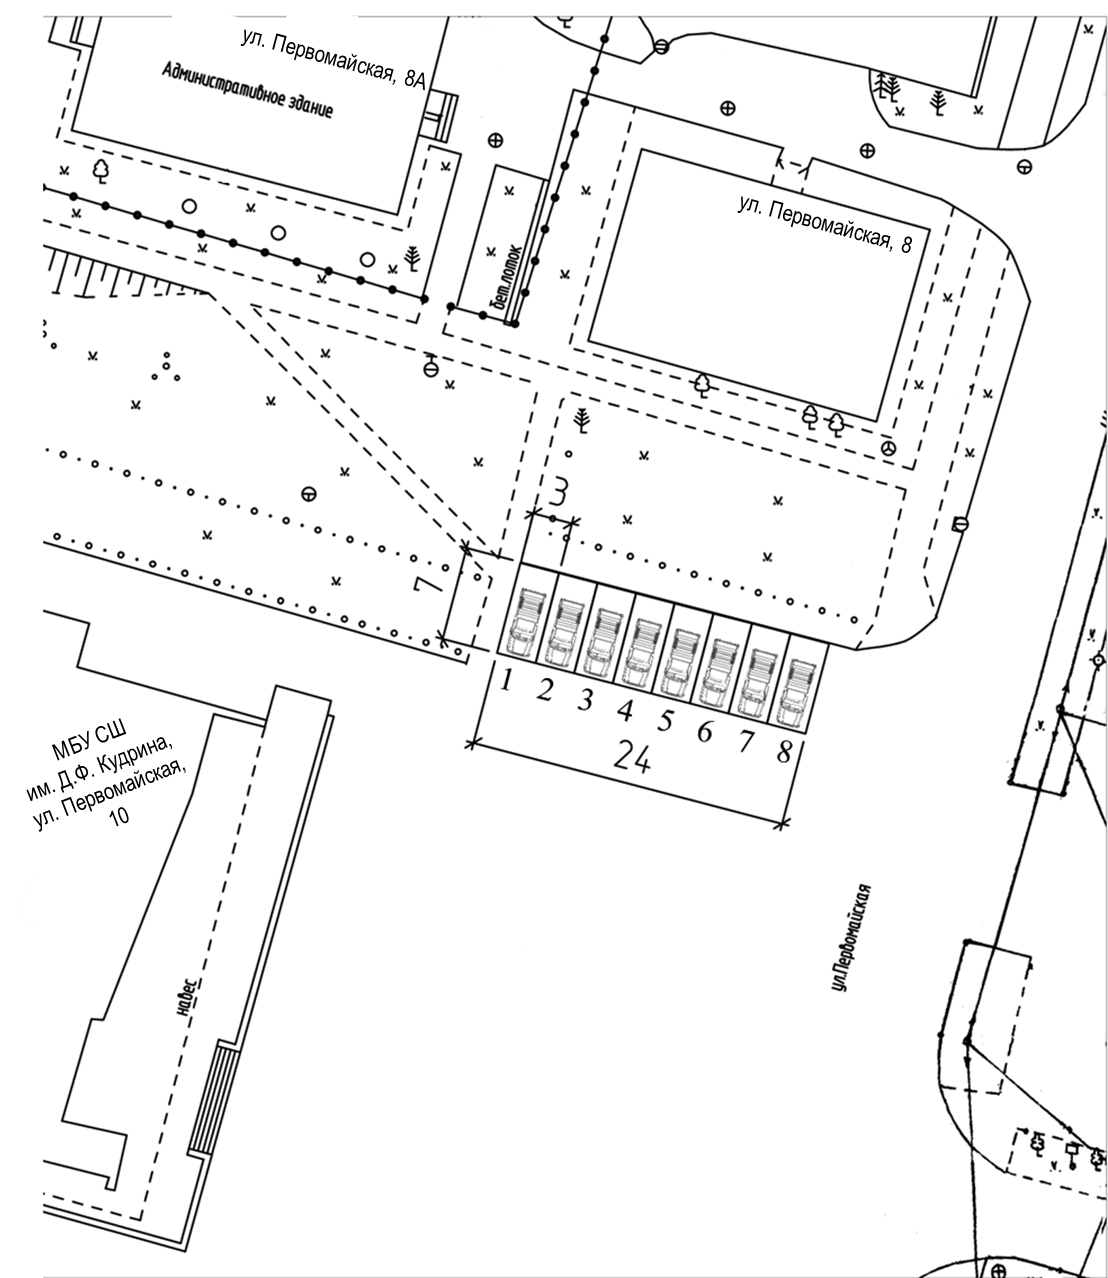 ул. Первомайская, 8А
Административное здание
ул. Первомайская, 8
бет.лоток
3
7
1 2 3 4 5 6 7 8
24
МБУ СШ
им. Д.Ф. Кудрина,
ул. Первомайская,
10
навес
ул.Первомайская